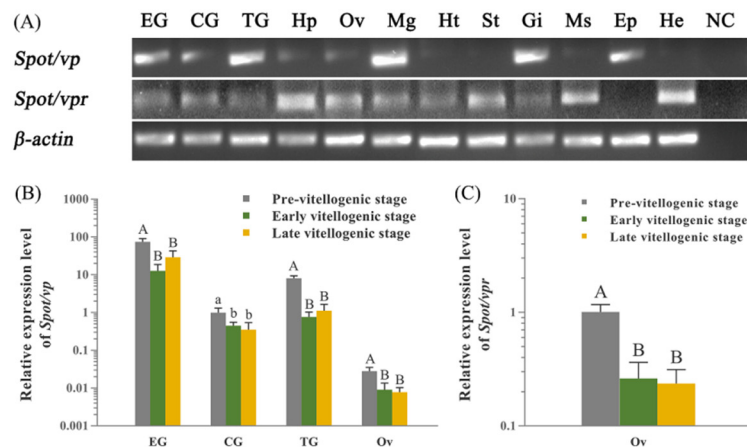 (A) EG CG TG Hp Ov Mg Ht St Gi Ms Ep He NC
Spot/vp
Spot/vpr
β-actin
(B)
Relative expression level
of Spot/vp
1000
100
10
1
0.1
0.01
0.001
Pre-vitellogenic stage
Early vitellogenic stage
Late vitellogenic stage
A B B
a b b
A B B
A B B
EG CG TG Ov
(C)
Relative expression level
of Spot/vpr
10
1
0.1
Pre-vitellogenic stage
Early vitellogenic stage
Late vitellogenic stage
A B B
Ov